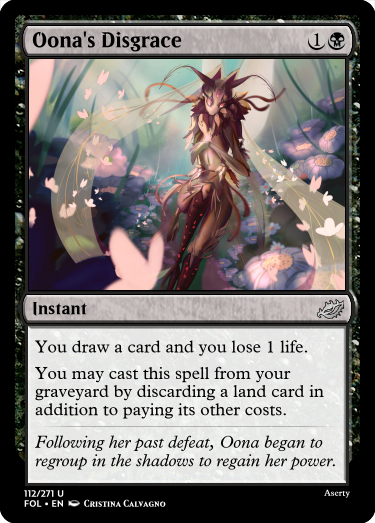 Oona's Disgrace 1
Instant
You draw a card and you lose 1 life.
You may cast this spell from your
graveyard by discarding a land card in
addition to paying its other costs.
Following her past defeat, Oona began to
regroup in the shadows to regain her power.
112/271 U
Aserty
FOL • EN Cristina Calvagno